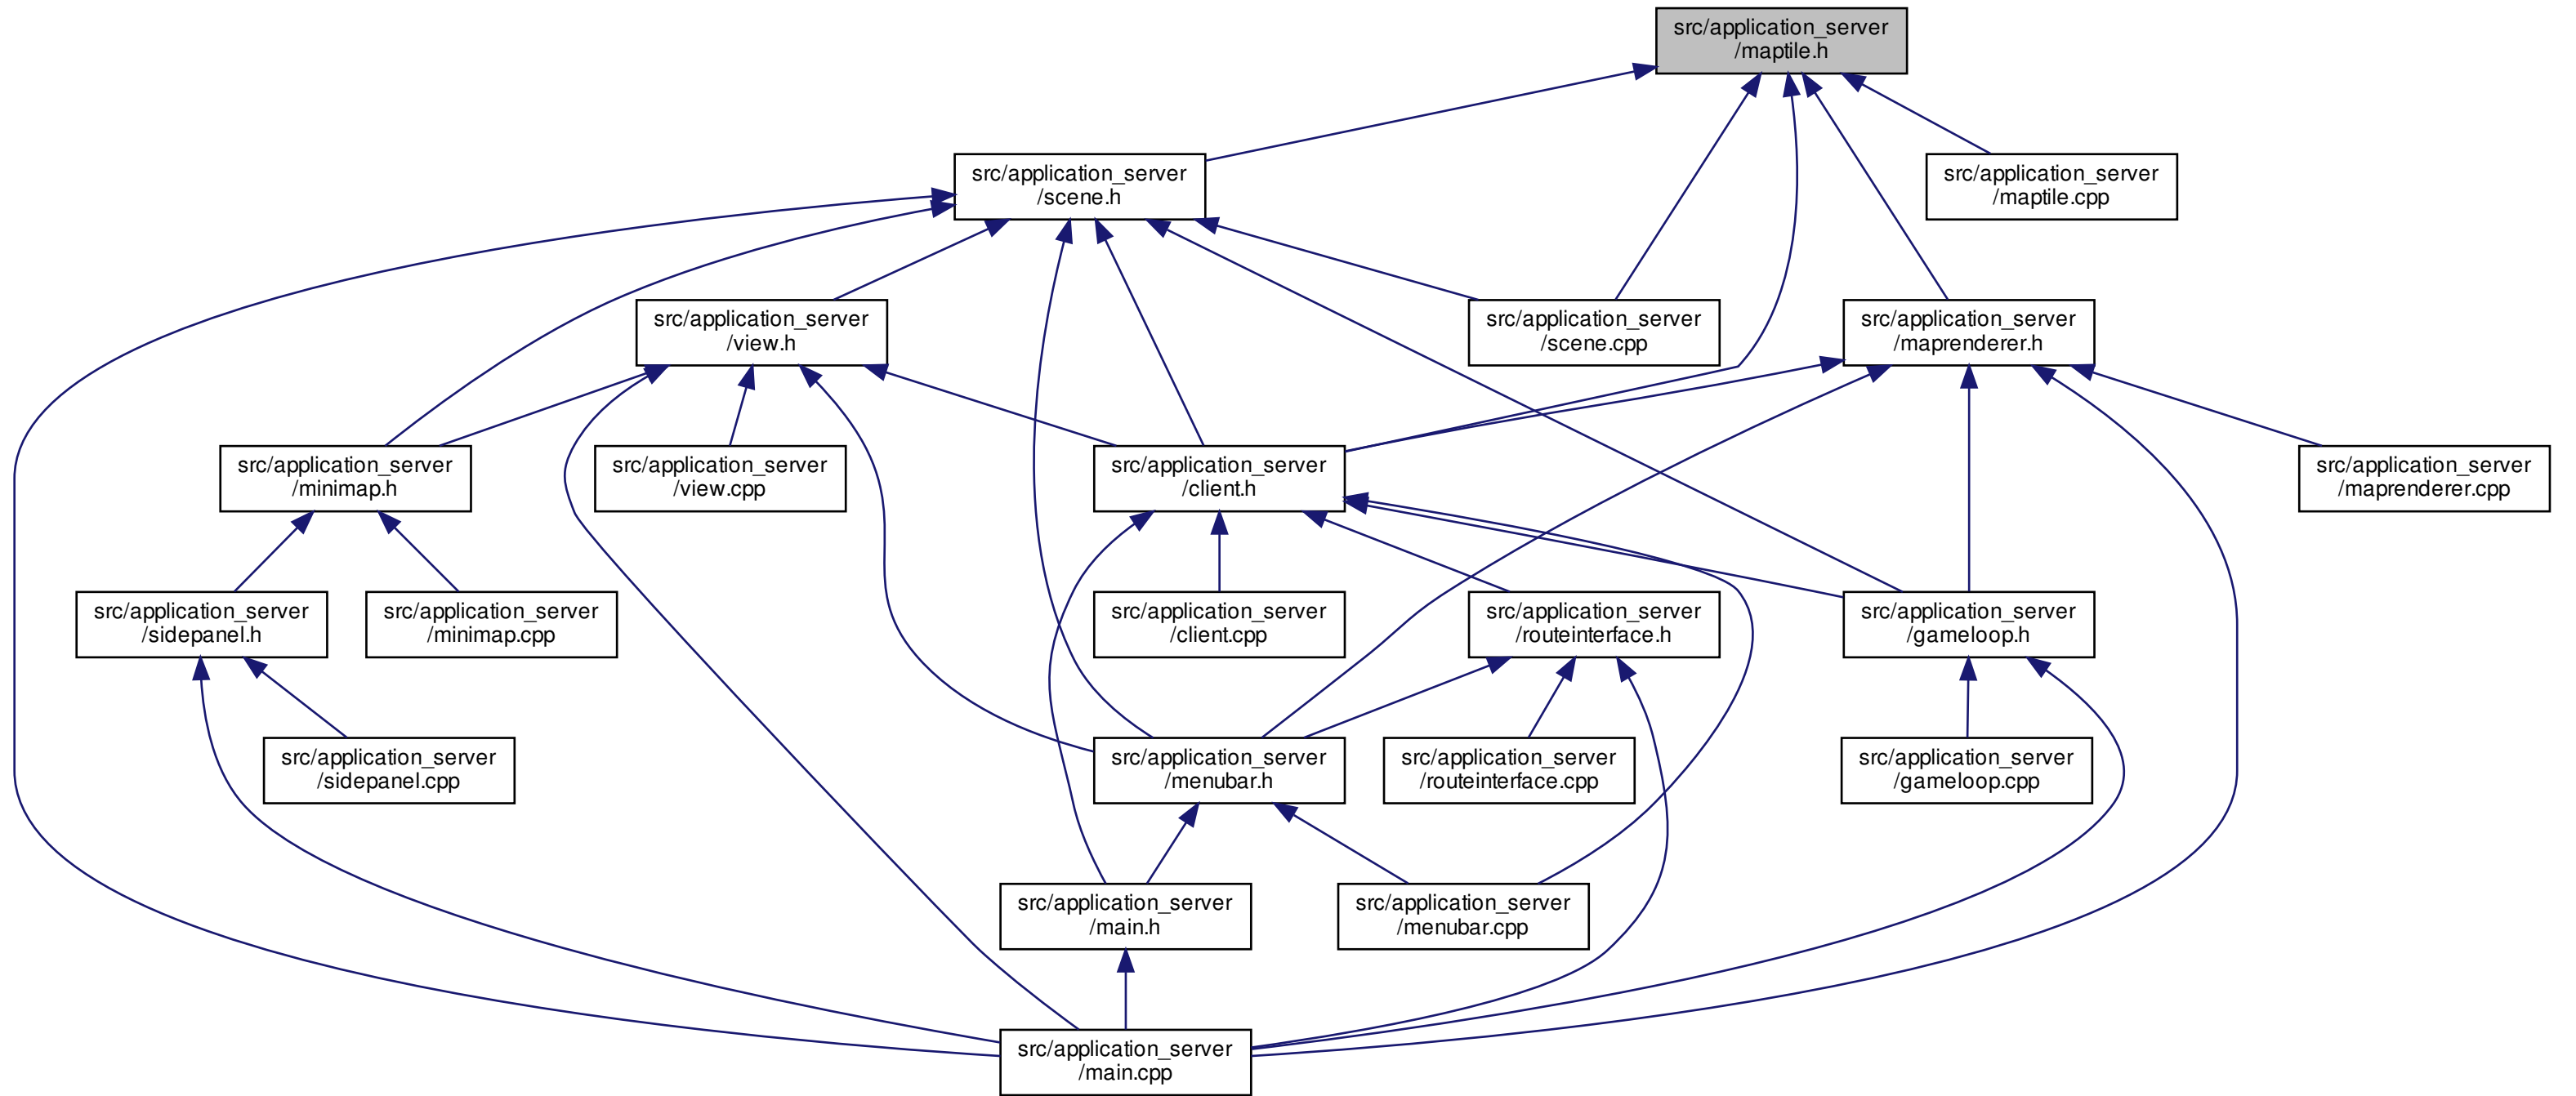 src/application_server
/maptile.h
src/application_server
/scene.h
src/application_server
/maptile.cpp
src/application_server
/view.h
src/application_server
/scene.cpp
src/application_server
/maprenderer.h
src/application_server
/minimap.h
src/application_server
/view.cpp
src/application_server
/client.h
src/application_server
/maprenderer.cpp
src/application_server
/sidepanel.h
src/application_server
/minimap.cpp
src/application_server
/client.cpp
src/application_server
/routeinterface.h
src/application_server
/gameloop.h
src/application_server
/sidepanel.cpp
src/application_server
/menubar.h
src/application_server
/routeinterface.cpp
src/application_server
/gameloop.cpp
src/application_server
/main.h
src/application_server
/menubar.cpp
src/application_server
/main.cpp